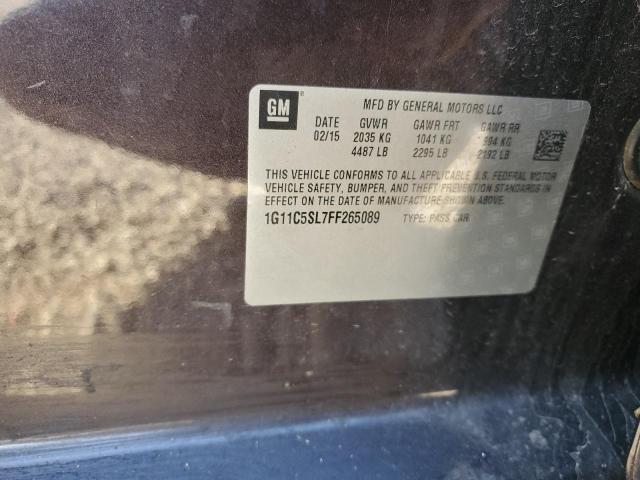 GM
MFD BY GENERAL MOTORS LLC
DATE GVWR GAWR FRT GAWR RR
02/15 2035 KG 1041 KG 994 KG
4487 LB 2295 LB 2192 LB
THIS VEHICLE CONFORMS TO ALL APPLICABLE U.S. FEDERAL MOTOR
VEHICLE SAFETY, BUMPER, AND THEFT PREVENTION STANDARDS IN
EFFECT ON THE DATE OF MANUFACTURE SHOWN ABOVE.
1G11C5SL7FF265089 TYPE: PASS CAR